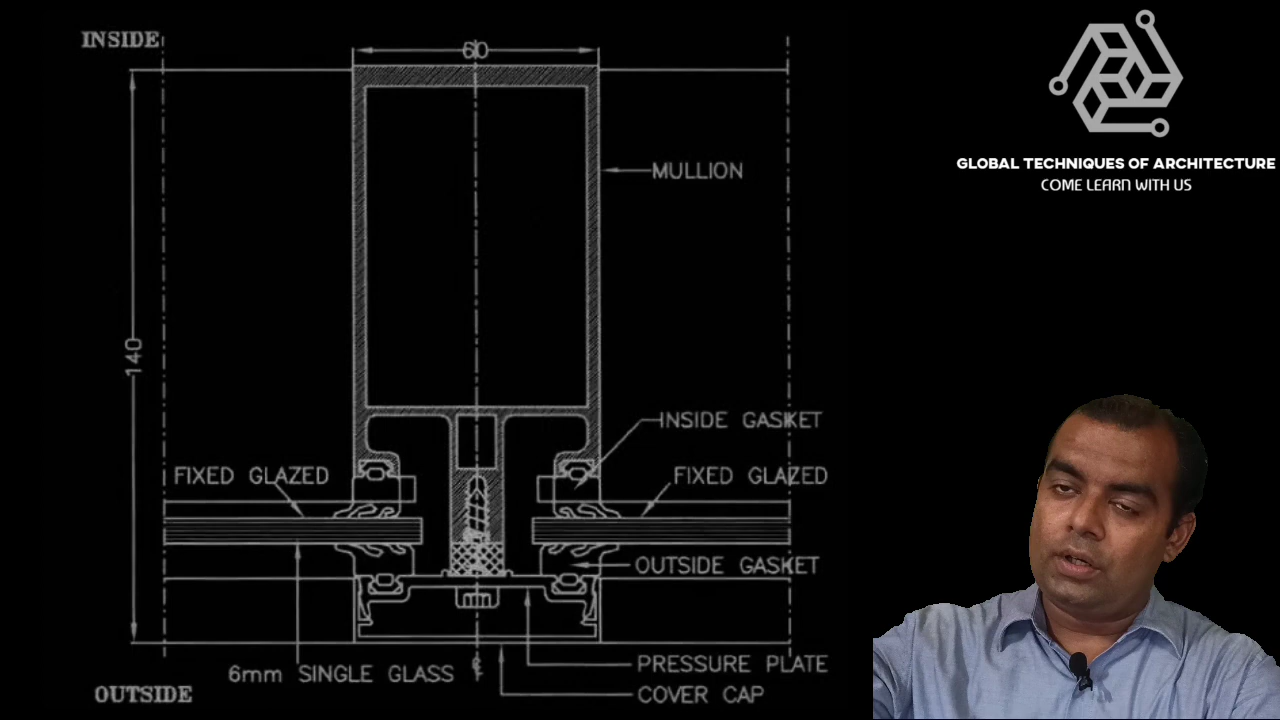 INSIDE
60
GLOBAL TECHNIQUES OF ARCHITECTURE
COME LEARN WITH US
MULLION
140
INSIDE GASKET
FIXED GLAZED
FIXED GLAZED
OUTSIDE GASKET
6mm SINGLE GLASS
PRESSURE PLATE
OUTSIDE
COVER CAP